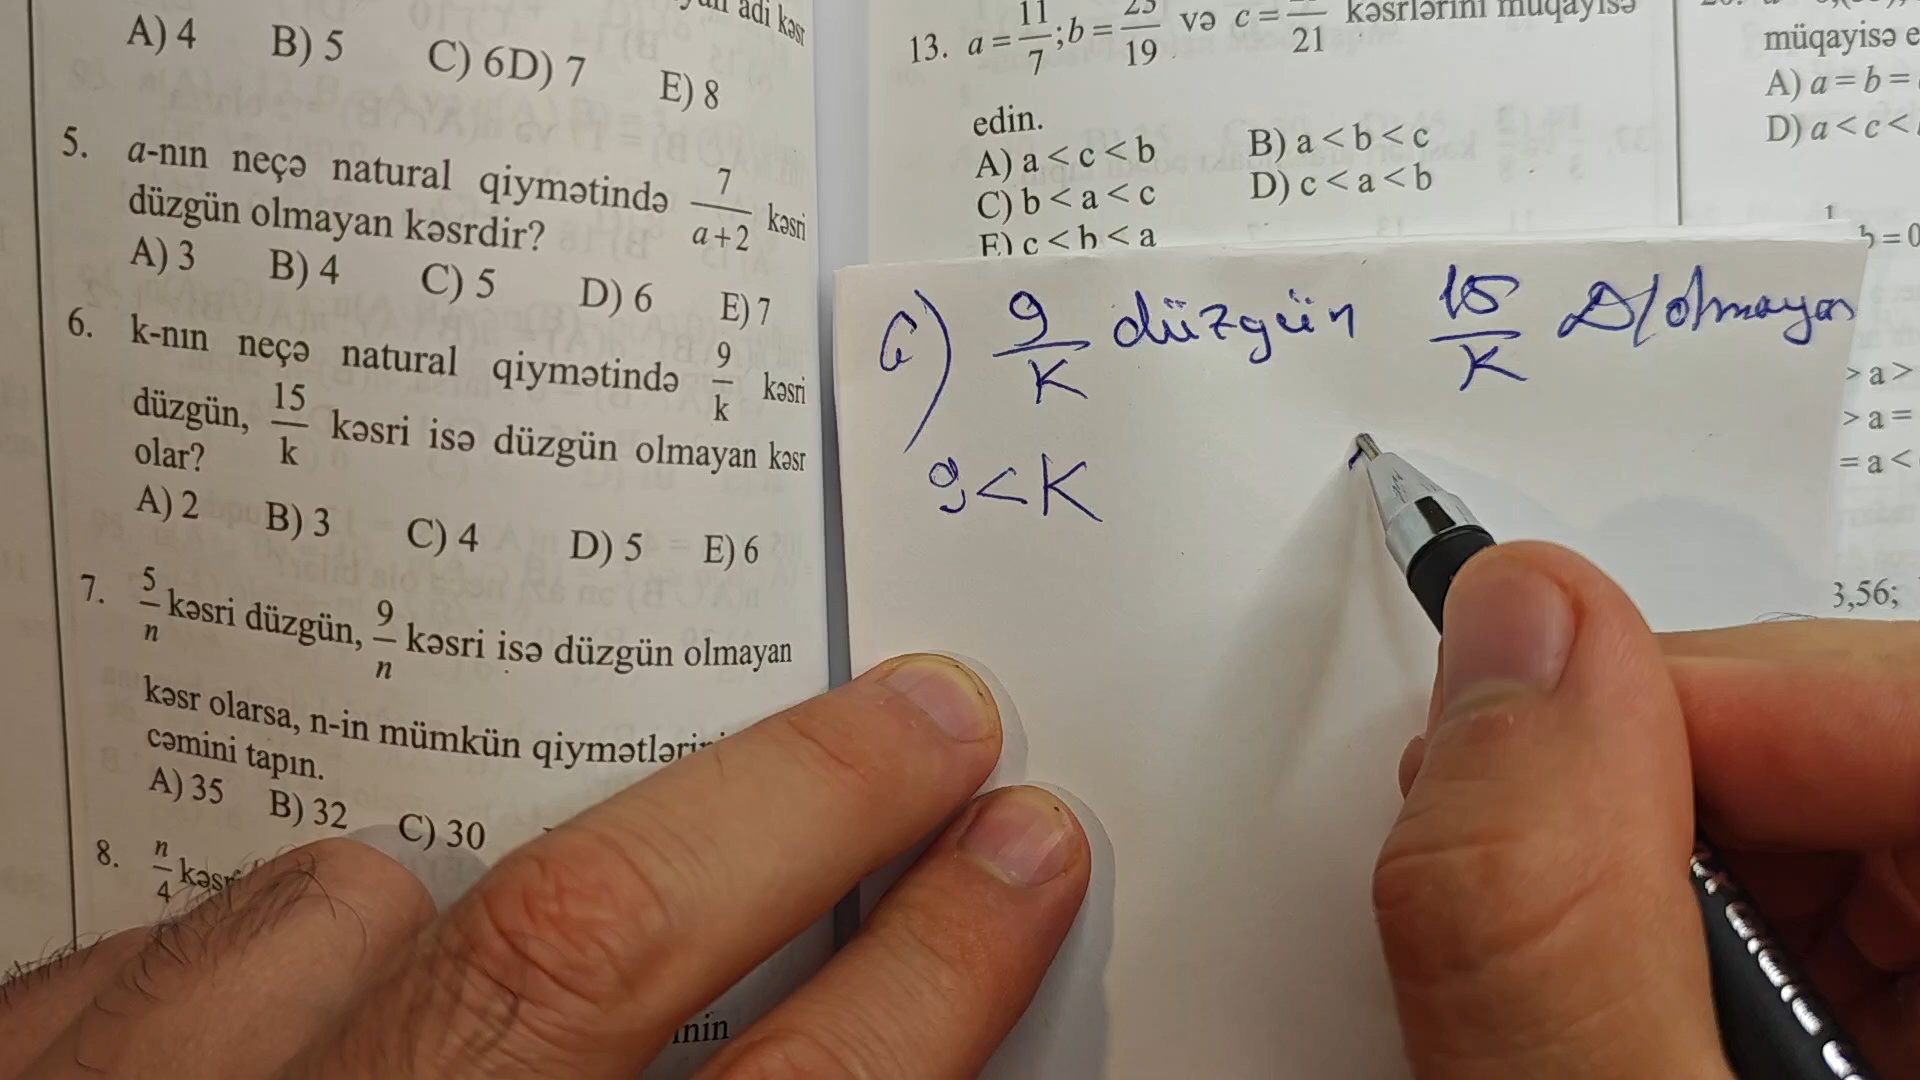 adi kəsr
A) 4 B) 5 C) 6D) 7 E) 8
5. a-nın neçə natural qiymətində 7/(a+2) kəsri
düzgün olmayan kəsrdir?
A) 3 B) 4 C) 5 D) 6 E) 7
6. k-nın neçə natural qiymətində 9/k kəsri
düzgün, 15/k kəsri isə düzgün olmayan kəsr
olar?
A) 2 B) 3 C) 4 D) 5 E) 6
7. 5/n kəsri düzgün, 9/n kəsri isə düzgün olmayan
kəsr olarsa, n-in mümkün
cəmini tapın.
A) 35 B) 32 C) 30
8. n/4
13. a = 11/7; b = 23/19 və c = /21 kəsrlərini müqayisə
edin.
A) a < c < b B) a < b < c
C) b < a < c D) c < a < b
E) c < b < a
müqayisə e
A) a = b =
D) a < c <
b = 0
> a >
> a =
= a <
3,56;
6) 9/K düzgün 15/K D/olmayan
9 < K